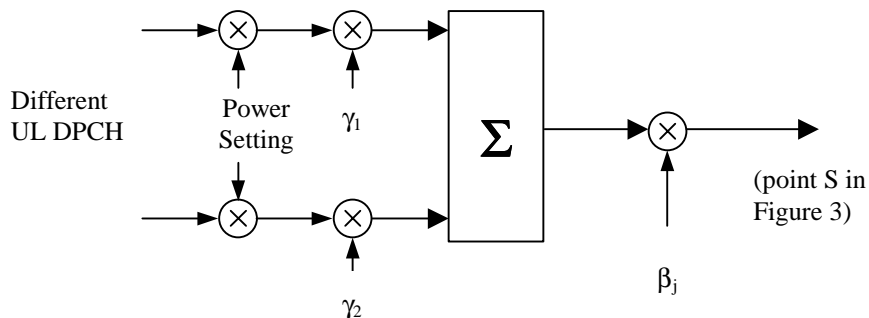 Different
UL DPCH
Power
Setting
γ1
Σ
(point S in
Figure 3)
βj
γ2